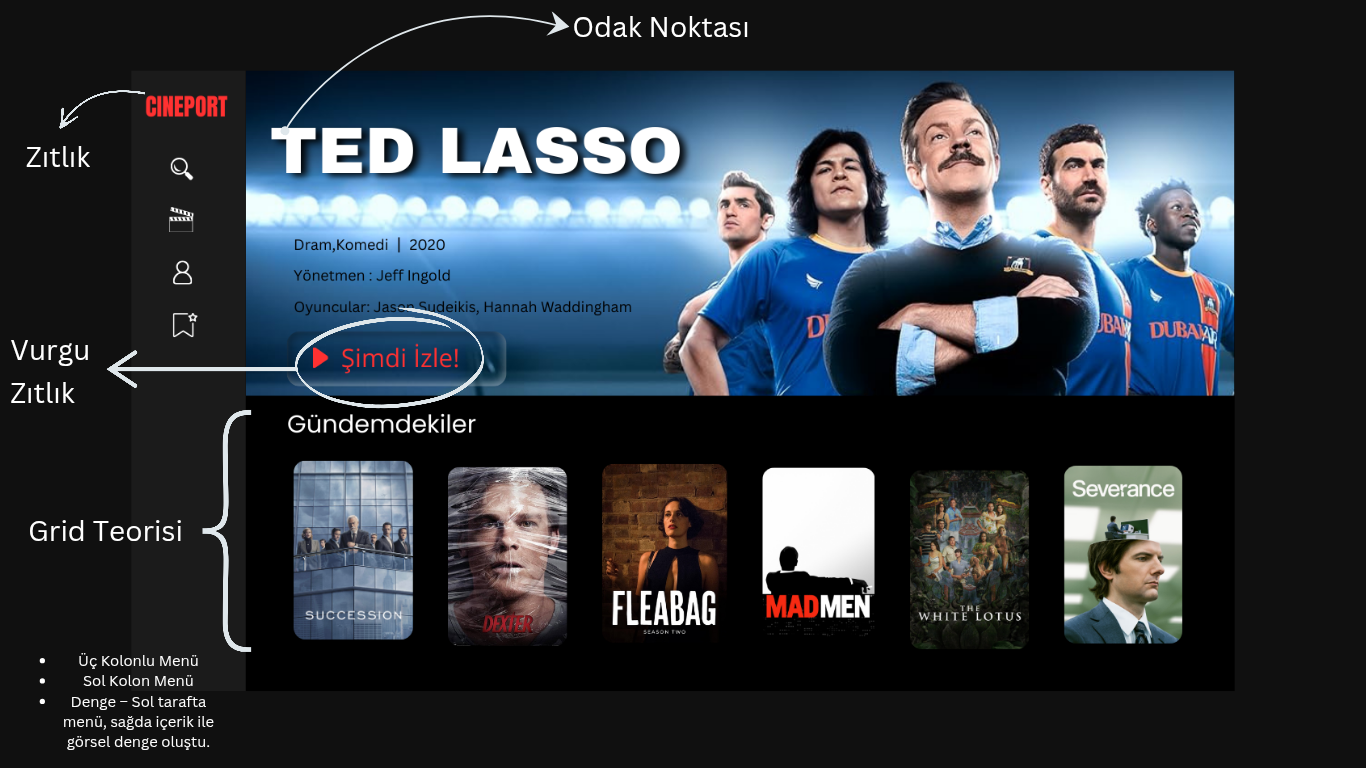 Odak Noktası
CINEPORT
Zıtlık
TED LASSO
Dram,Komedi | 2020
Yönetmen : Jeff Ingold
Oyuncular: Jason Sudeikis, Hannah Waddingham
Şimdi İzle!
Vurgu
Zıtlık
Gündemdekiler
Grid Teorisi
SUCCESSION
DEXTER
FLEABAG
SEASON TWO
MADMEN
THE
WHITE LOTUS
Severance
• Üç Kolonlu Menü
• Sol Kolon Menü
• Denge – Sol tarafta
menü, sağda içerik ile
görsel denge oluştu.